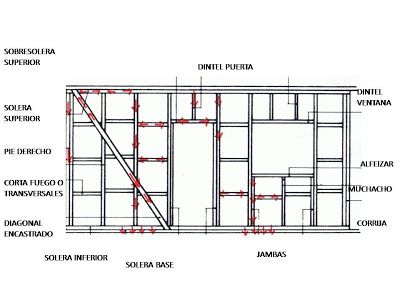 SOBRESOLERA
SUPERIOR
DINTEL PUERTA
DINTEL
VENTANA
SOLERA
SUPERIOR
PIE DERECHO
ALFEIZAR
CORTA FUEGO O
TRANSVERSALES
MUCHACHO
DIAGONAL
ENCASTRADO
CORRIJA
SOLERA INFERIOR
SOLERA BASE
JAMBAS